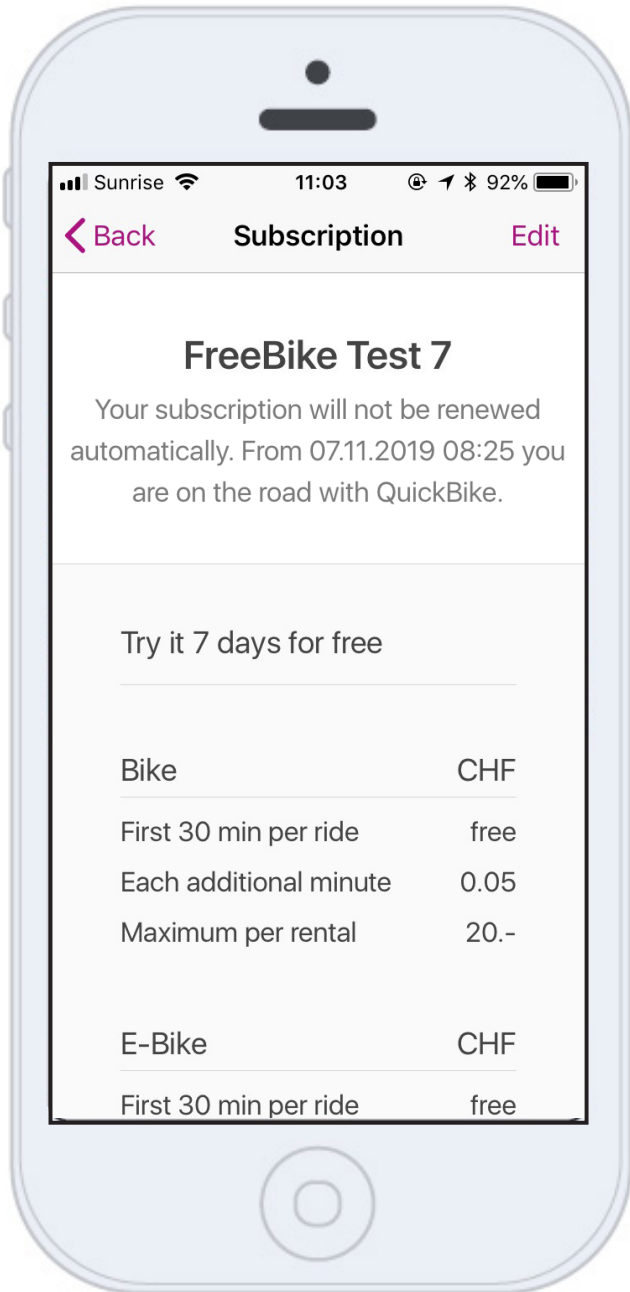 Sunrise 11:03 92%
Back Subscription Edit
FreeBike Test 7
Your subscription will not be renewed
automatically. From 07.11.2019 08:25 you
are on the road with QuickBike.
Try it 7 days for free
Bike CHF
First 30 min per ride free
Each additional minute 0.05
Maximum per rental 20.-
E-Bike CHF
First 30 min per ride free